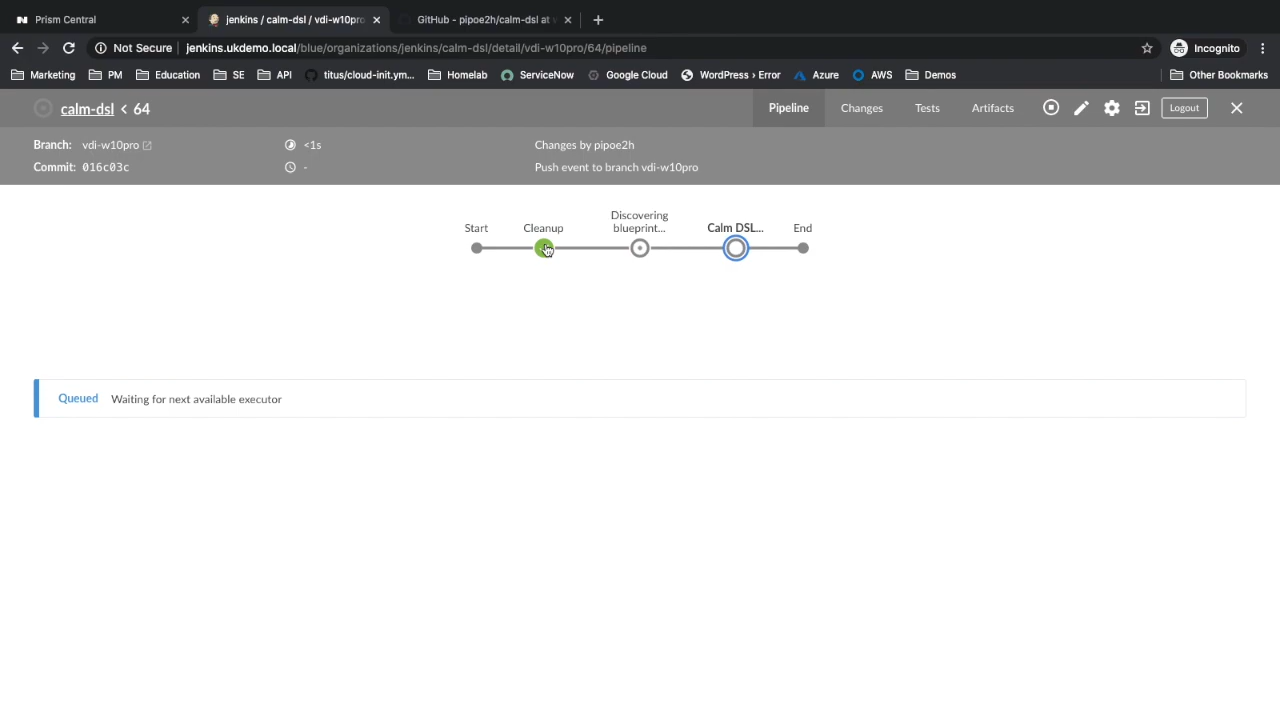 Prism Central
jenkins / calm-dsl / vdi-w10pro
GitHub - pipoe2h/calm-dsl at
Not Secure
jenkins.ukdemo.local/blue/organizations/jenkins/calm-dsl/detail/vdi-w10pro/64/pipeline
Incognito
Marketing
PM
Education
SE
API
titus/cloud-init.ym...
Homelab
ServiceNow
Google Cloud
WordPress › Error
Azure
AWS
Demos
Other Bookmarks
calm-dsl < 64
Pipeline
Changes
Tests
Artifacts
Logout
Branch: vdi-w10pro
<1s
Changes by pipoe2h
Commit: 016c03c
-
Push event to branch vdi-w10pro
Start
Cleanup
Discovering
blueprint...
Calm DSL...
End
Queued Waiting for next available executor